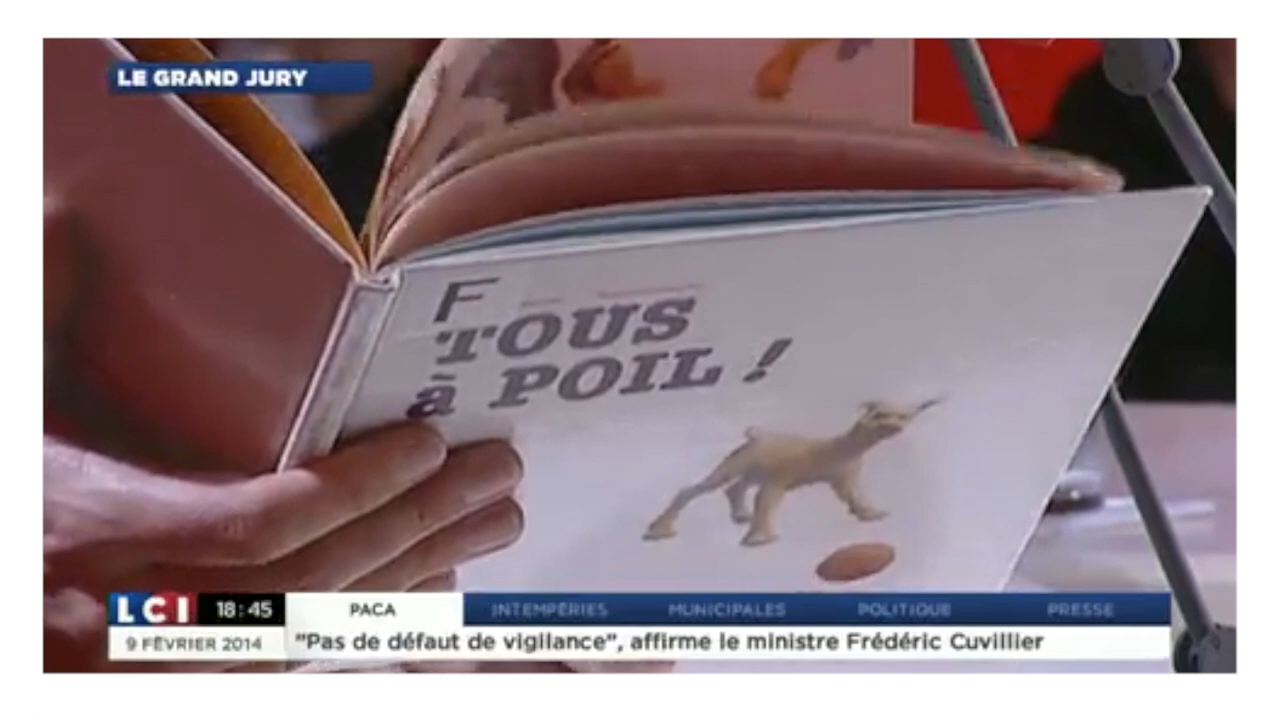 LE GRAND JURY
F
TOUS
à POIL !
LCI 18:45 PACA INTEMPÉRIES MUNICIPALES POLITIQUE PRESSE
9 FÉVRIER 2014 "Pas de défaut de vigilance", affirme le ministre Frédéric Cuvillier